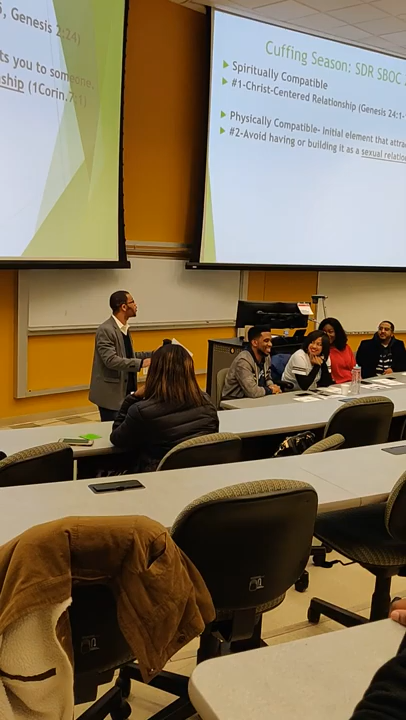 , Genesis 2:24)
ts you to someone,
ship (1Corin.7:1)
Cuffing Season: SDR SBOC
Spiritually Compatible
#1-Christ-Centered Relationship (Genesis 24:1-
Physically Compatible- Initial element that attra
#2-Avoid having or building it as a sexual relatio